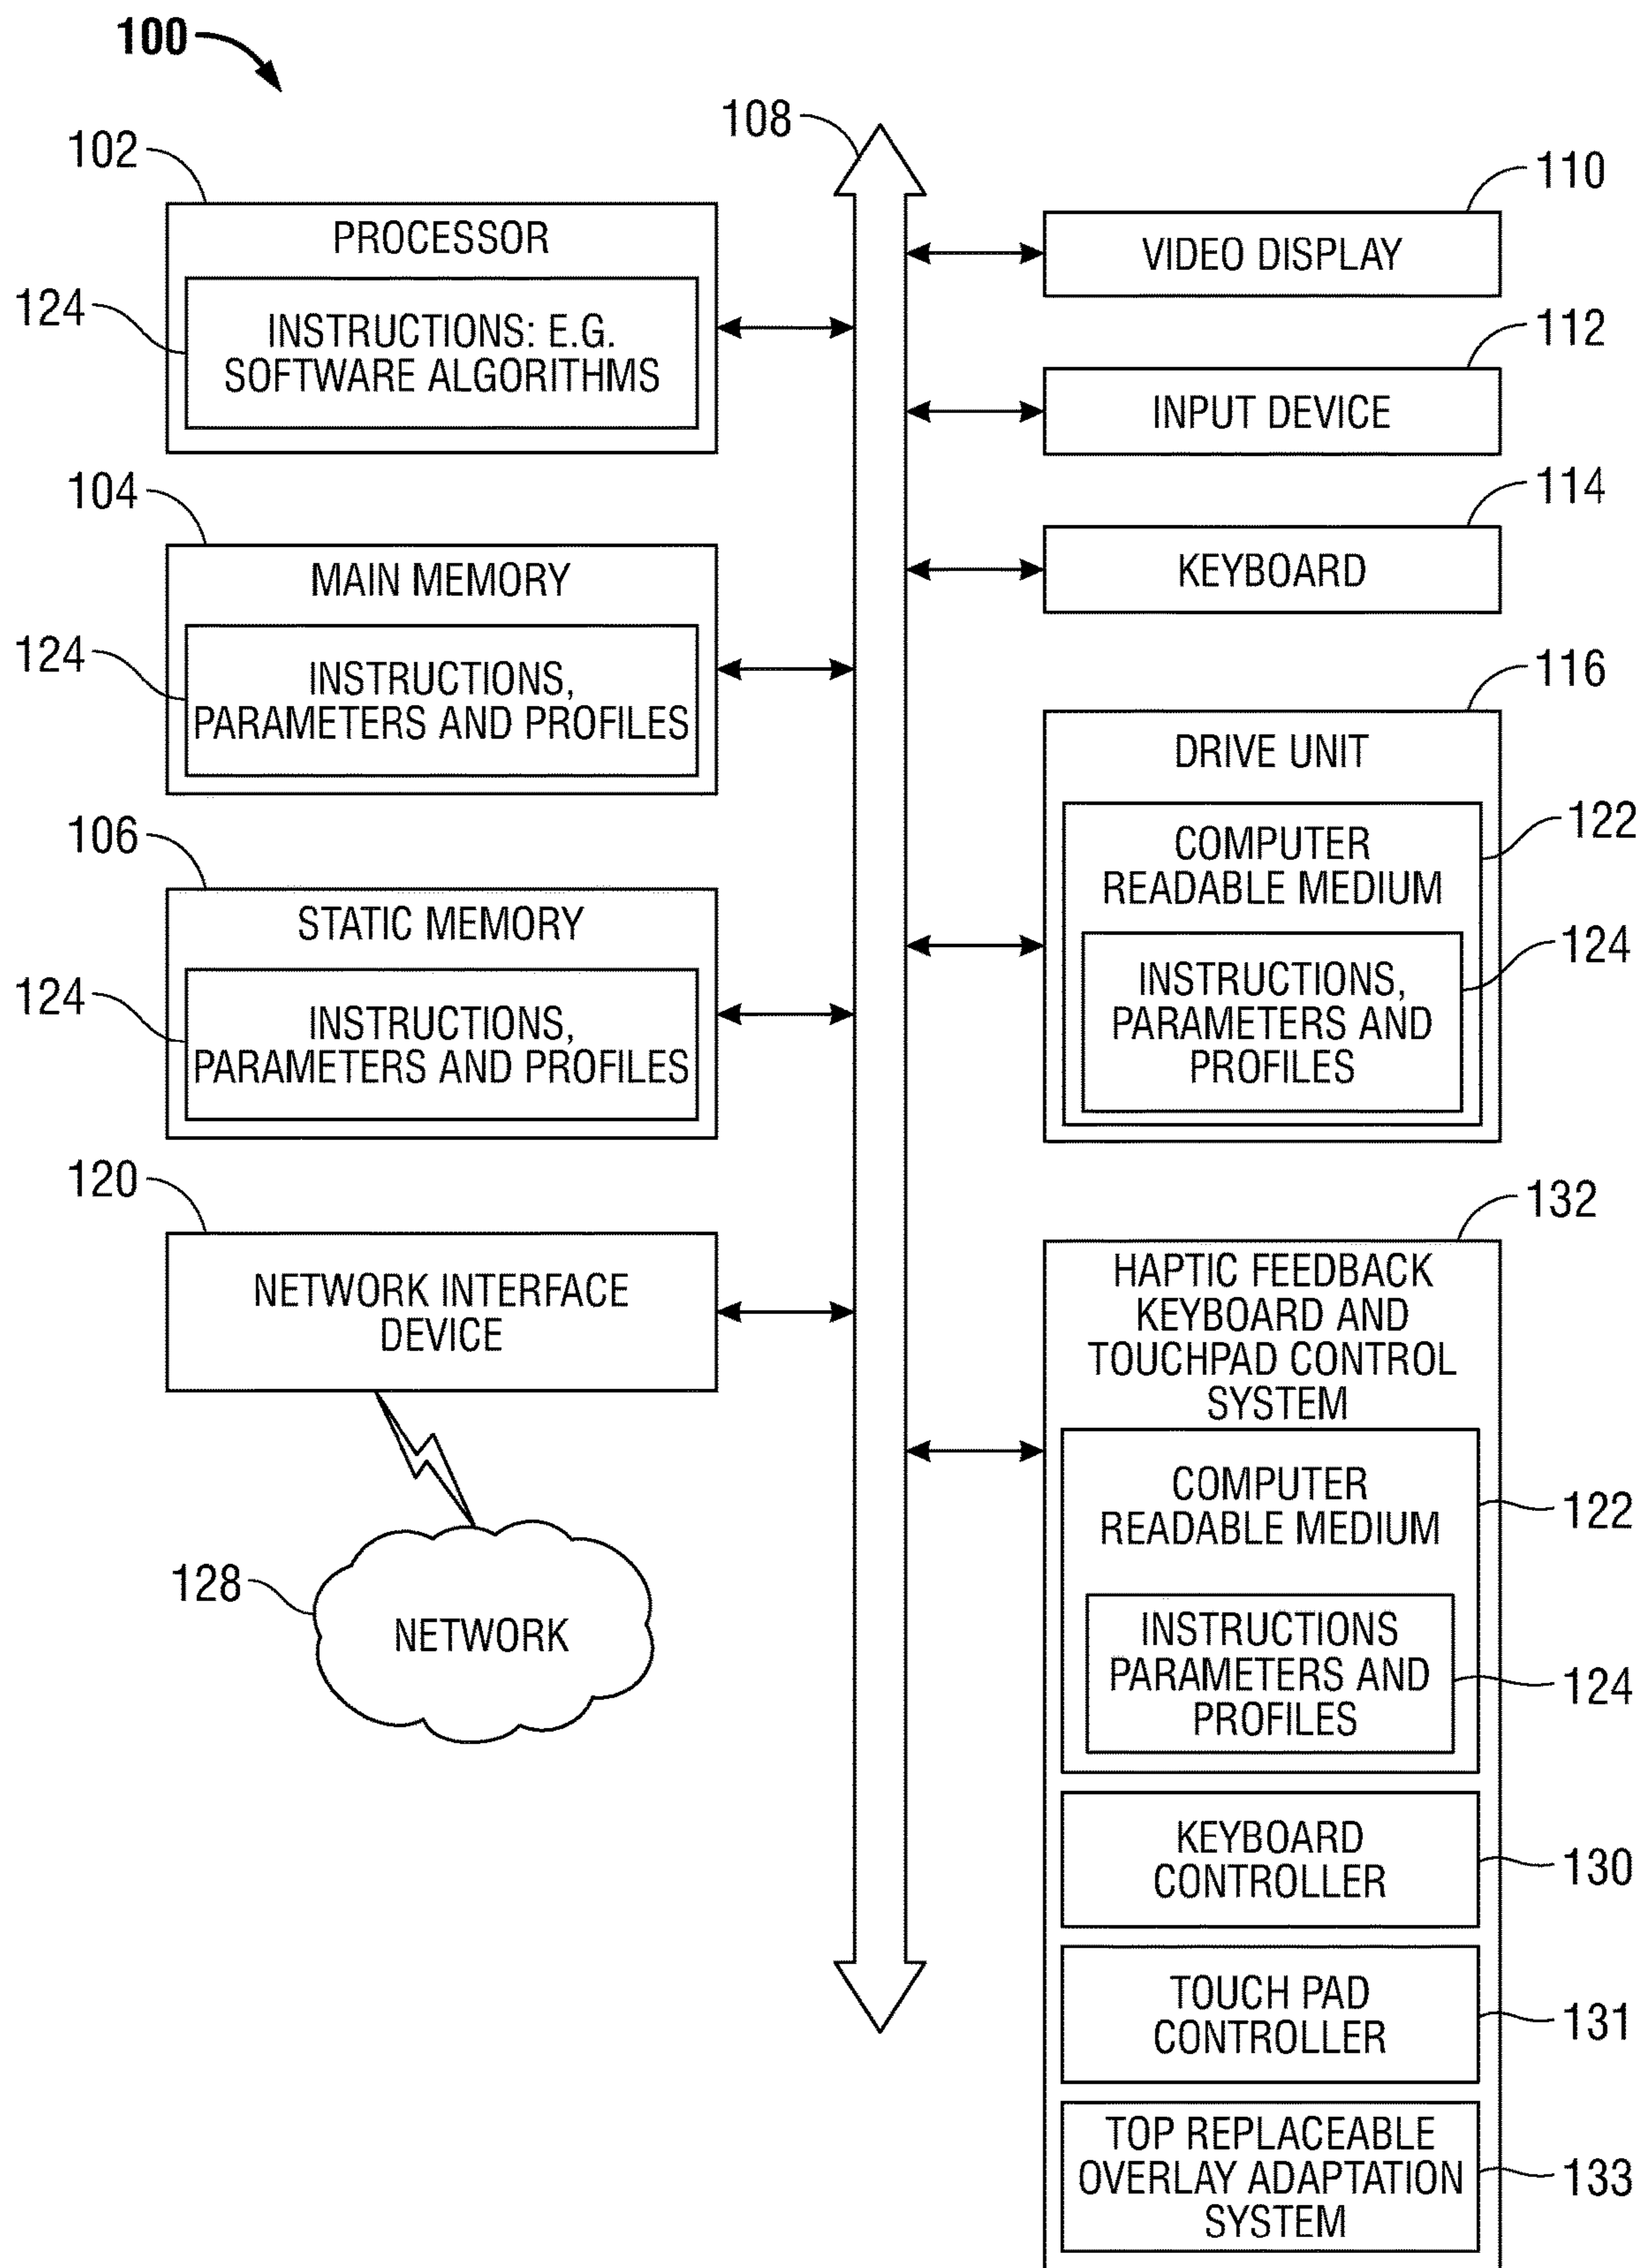 100
108
102
PROCESSOR
124
INSTRUCTIONS: E.G.
SOFTWARE ALGORITHMS
104
MAIN MEMORY
124
INSTRUCTIONS,
PARAMETERS AND PROFILES
106
STATIC MEMORY
124
INSTRUCTIONS,
PARAMETERS AND PROFILES
120
NETWORK INTERFACE
DEVICE
128
NETWORK
110
VIDEO DISPLAY
112
INPUT DEVICE
114
KEYBOARD
116
DRIVE UNIT
122
COMPUTER
READABLE MEDIUM
124
INSTRUCTIONS,
PARAMETERS AND
PROFILES
132
HAPTIC FEEDBACK
KEYBOARD AND
TOUCHPAD CONTROL
SYSTEM
COMPUTER
READABLE MEDIUM
122
INSTRUCTIONS
PARAMETERS AND
PROFILES
124
KEYBOARD
CONTROLLER
130
TOUCH PAD
CONTROLLER
131
TOP REPLACEABLE
OVERLAY ADAPTATION
SYSTEM
133